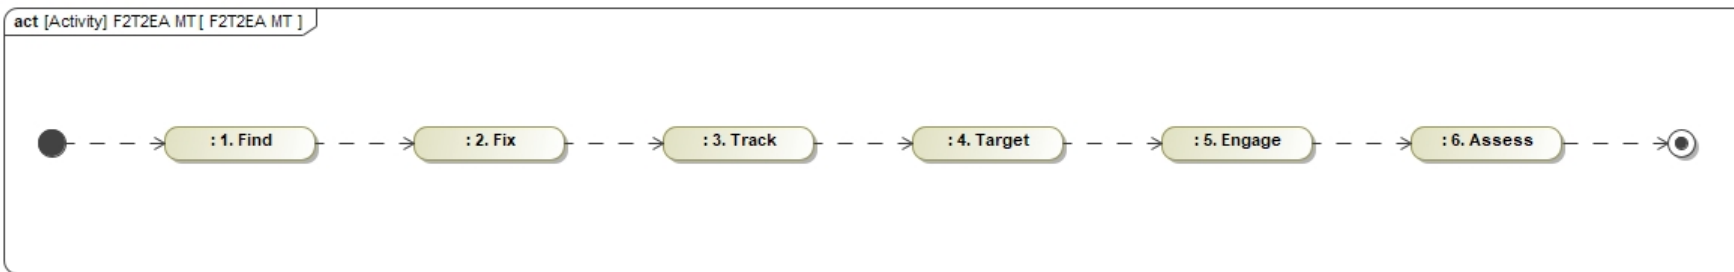 act [Activity] F2T2EA MT [ F2T2EA MT ]
: 1. Find
: 2. Fix
: 3. Track
: 4. Target
: 5. Engage
: 6. Assess